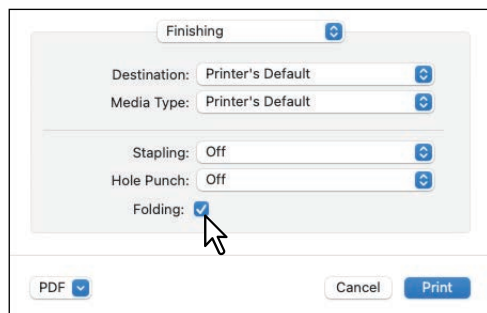 Finishing
Destination: Printer's Default
Media Type: Printer's Default
Stapling: Off
Hole Punch: Off
Folding:
PDF Cancel Print